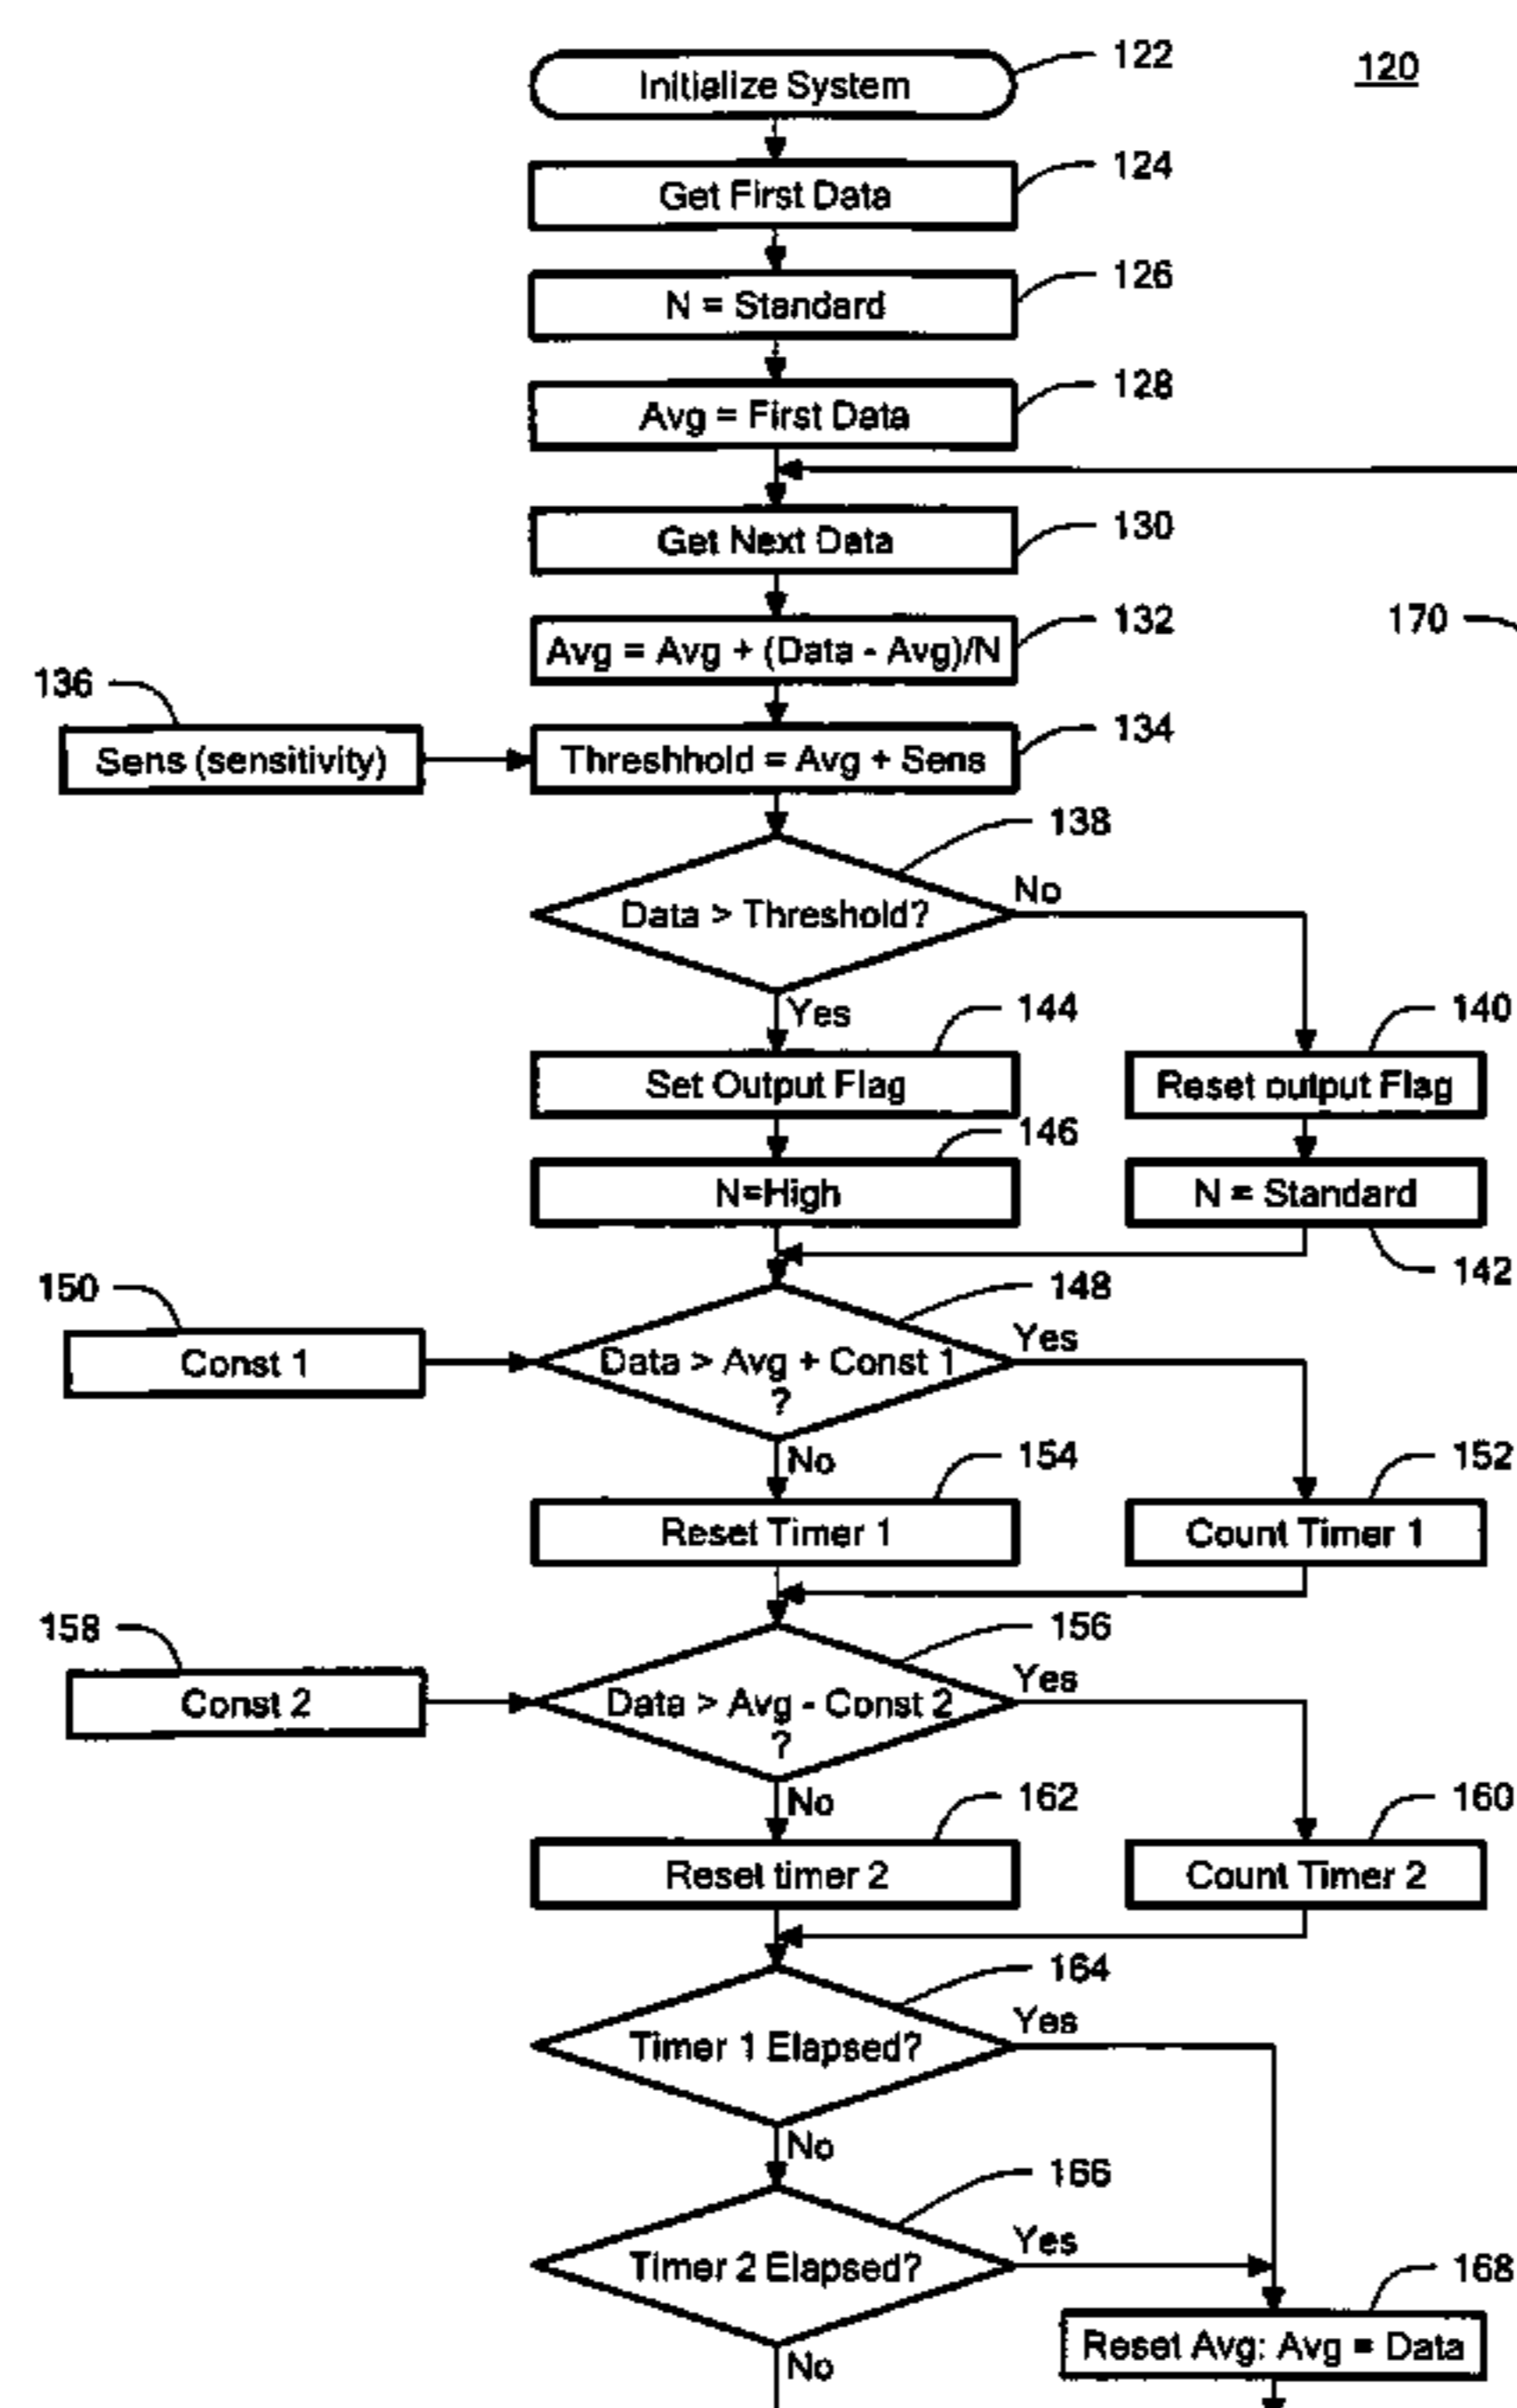 122
120
Initialize System
124
Get First Data
126
N = Standard
128
Avg = First Data
130
Get Next Data
132
170
Avg = Avg + (Data - Avg)/N
136
134
Sens (sensitivity)
Threshhold = Avg + Sens
138
No
Data > Threshold?
144
140
Yes
Set Output Flag
Reset output Flag
146
N=High
N = Standard
142
150
148
Yes
Const 1
Data > Avg + Const 1
?
No
154
152
Reset Timer 1
Count Timer 1
158
156
Yes
Const 2
Data > Avg - Const 2
?
No
162
160
Reset timer 2
Count Timer 2
164
Yes
Timer 1 Elapsed?
No
166
Yes
Timer 2 Elapsed?
168
Reset Avg: Avg = Data
No